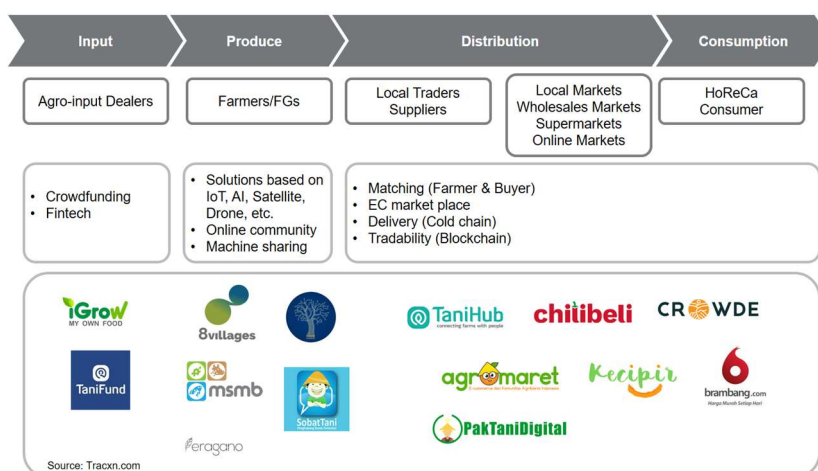 Input
Produce
Distribution
Consumption
Agro-input Dealers
Farmers/FGs
Local Traders
Suppliers
Local Markets
Wholesales Markets
Supermarkets
Online Markets
HoReCa
Consumer
• Crowdfunding
• Fintech
• Solutions based on
IoT, AI, Satellite,
Drone, etc.
• Online community
• Machine sharing
• Matching (Farmer & Buyer)
• EC market place
• Delivery (Cold chain)
• Tradability (Blockchain)
iGrow
MY OWN FOOD
8villages
TaniHub
connecting farms with people
chilibeli
CROWDE
TaniFund
msmb
SobatTani
agromaret
Kecipir
brambang.com
Harga Murah Setiap Hari
eragano
PakTaniDigital
Source: Tracxn.com